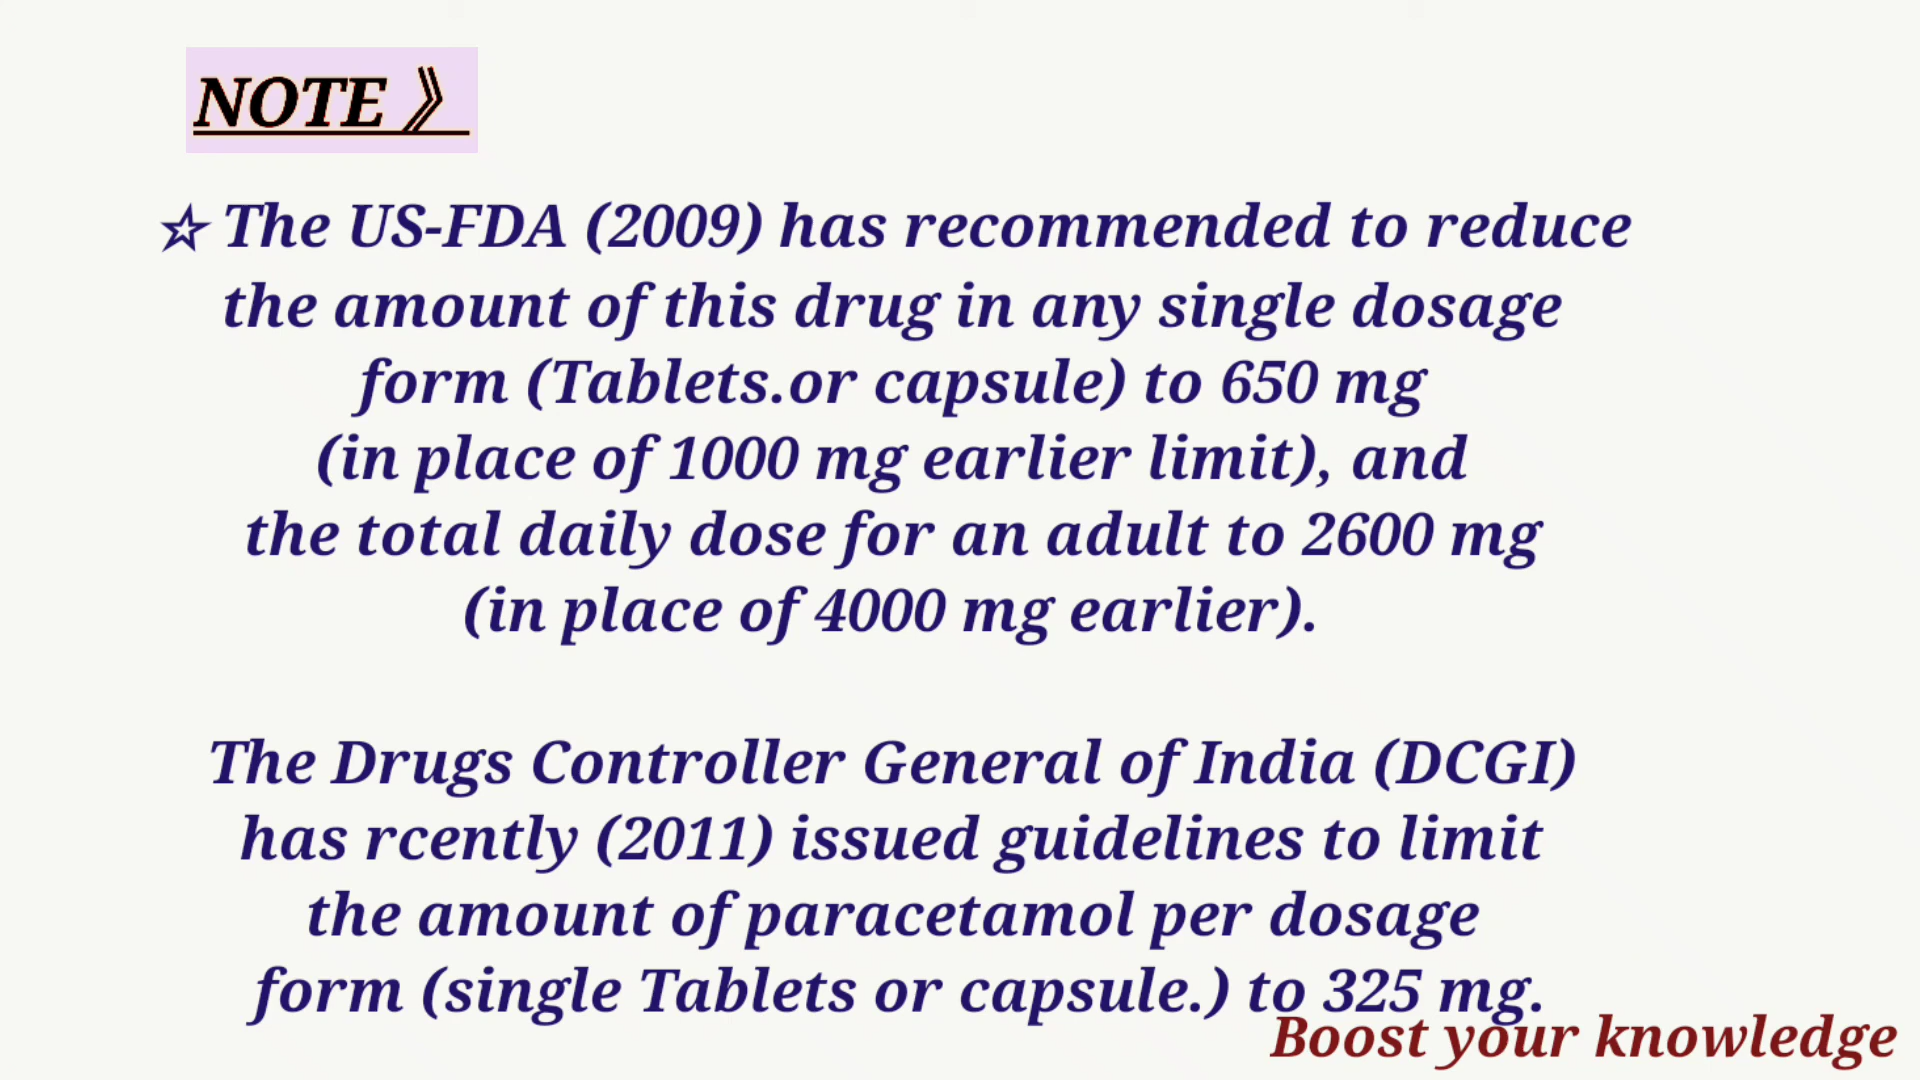 NOTE 》
☆ The US-FDA (2009) has recommended to reduce
the amount of this drug in any single dosage
form (Tablets.or capsule) to 650 mg
(in place of 1000 mg earlier limit), and
the total daily dose for an adult to 2600 mg
(in place of 4000 mg earlier).
The Drugs Controller General of India (DCGI)
has rcently (2011) issued guidelines to limit
the amount of paracetamol per dosage
form (single Tablets or capsule.) to 325 mg.
Boost your knowledge